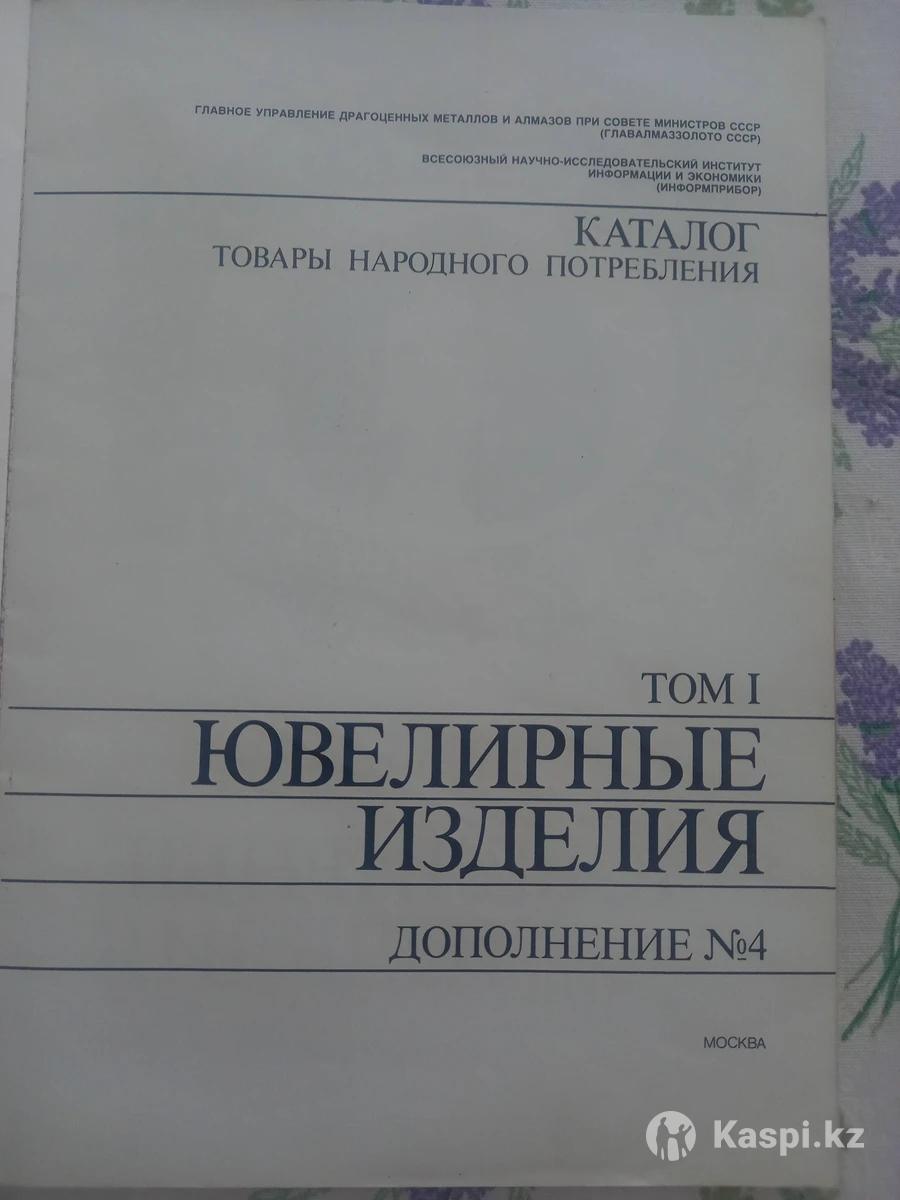 ГЛАВНОЕ УПРАВЛЕНИЕ ДРАГОЦЕННЫХ МЕТАЛЛОВ И АЛМАЗОВ ПРИ СОВЕТЕ МИНИСТРОВ СССР
(ГЛАВАЛМАЗЗОЛОТО СССР)
ВСЕСОЮЗНЫЙ НАУЧНО-ИССЛЕДОВАТЕЛЬСКИЙ ИНСТИТУТ
ИНФОРМАЦИИ И ЭКОНОМИКИ
(ИНФОРМПРИБОР)
КАТАЛОГ
ТОВАРЫ НАРОДНОГО ПОТРЕБЛЕНИЯ
ТОМ I
ЮВЕЛИРНЫЕ
ИЗДЕЛИЯ
ДОПОЛНЕНИЕ №4
МОСКВА
Kaspi.kz